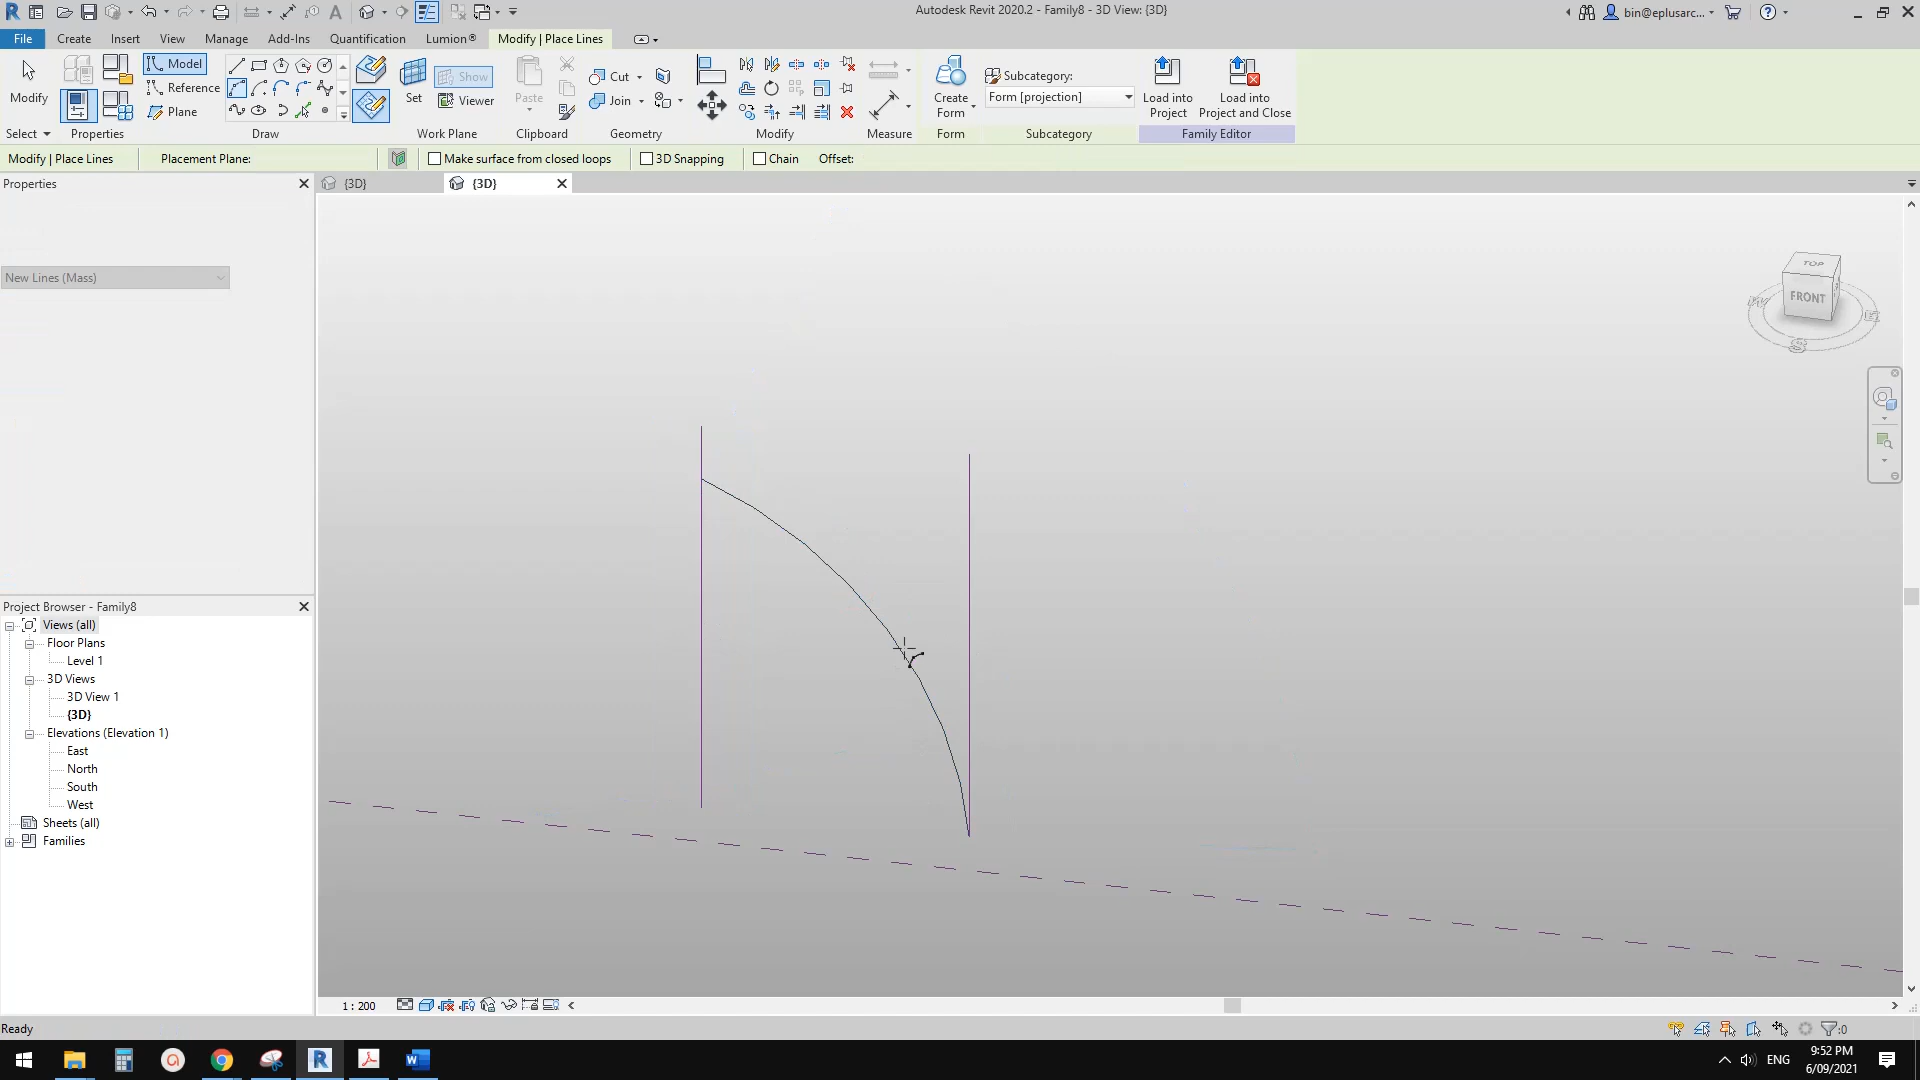 Autodesk Revit 2020.2 - Family8 - 3D View: {3D}
bin@eplusarc...
File
Create
Insert
View
Manage
Add-Ins
Quantification
Lumion®
Modify | Place Lines
Modify
Model
Reference
Plane
Set
Show
Viewer
Paste
Cut
Join
Create
Form
Subcategory:
Form [projection]
Load into
Project
Load into
Project and Close
Select
Properties
Draw
Work Plane
Clipboard
Geometry
Modify
Measure
Form
Subcategory
Family Editor
Modify | Place Lines
Placement Plane:
Make surface from closed loops
3D Snapping
Chain
Offset:
Properties
{3D}
{3D}
New Lines (Mass)
TOP
FRONT
W
E
S
Project Browser - Family8
Views (all)
Floor Plans
Level 1
3D Views
3D View 1
{3D}
Elevations (Elevation 1)
East
North
South
West
Sheets (all)
Families
1 : 200
Ready
:0
ENG
9:52 PM
6/09/2021